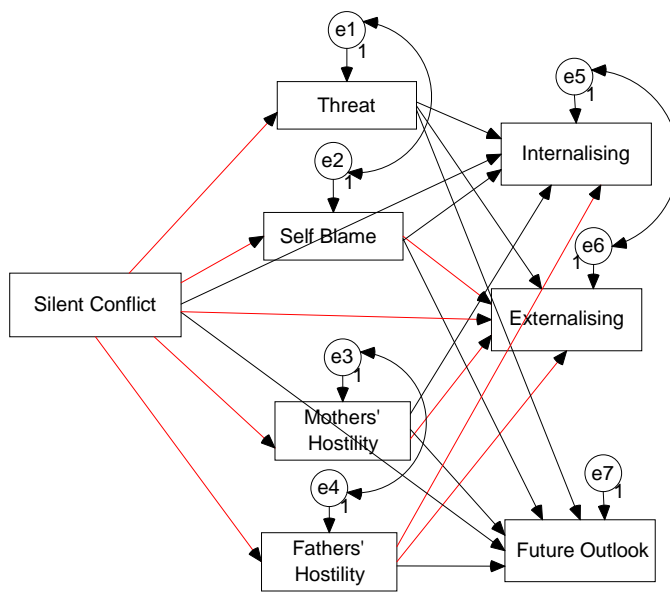 e1
1
Threat
e5
1
Internalising
e2
1
Self Blame
e6
1
Silent Conflict
Externalising
e3
1
Mothers'
Hostility
e4
1
e7
1
Fathers'
Hostility
Future Outlook